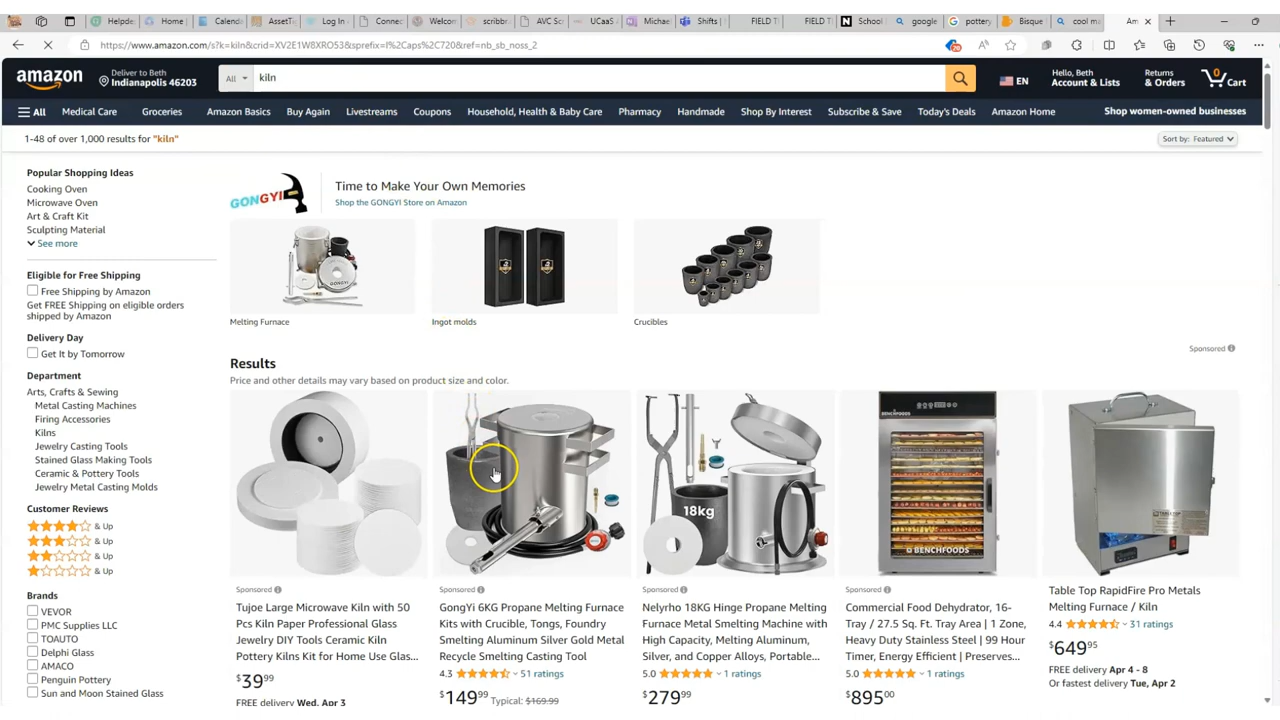 Helpde
Home |
Calenda
AssetTi
Log In
Connec
Welcom
scribbr
AVC Sci
UCaaS
Michae
Shifts |
FIELD TI
FIELD TI
School
google
pottery
Bisque
cool ma
Am
https://www.amazon.com/s?k=kiln&crid=XV2E1W8XRO53&sprefix=l%2Caps%2C720&ref=nb_sb_noss_2
amazon
Deliver to Beth
Indianapolis 46203
All
kiln
EN
Hello, Beth
Account & Lists
Returns
& Orders
0
Cart
All
Medical Care
Groceries
Amazon Basics
Buy Again
Livestreams
Coupons
Household, Health & Baby Care
Pharmacy
Handmade
Shop By Interest
Subscribe & Save
Today's Deals
Amazon Home
Shop women-owned businesses
1-48 of over 1,000 results for "kiln"
Sort by: Featured
Popular Shopping Ideas
Cooking Oven
Microwave Oven
Art & Craft Kit
Sculpting Material
See more
Eligible for Free Shipping
Free Shipping by Amazon
Get FREE Shipping on eligible orders
shipped by Amazon
Delivery Day
Get It by Tomorrow
Department
Arts, Crafts & Sewing
Metal Casting Machines
Firing Accessories
Kilns
Jewelry Casting Tools
Stained Glass Making Tools
Ceramic & Pottery Tools
Jewelry Metal Casting Molds
Customer Reviews
& Up
& Up
& Up
& Up
Brands
VEVOR
PMC Supplies LLC
TOAUTO
Delphi Glass
AMACO
Penguin Pottery
Sun and Moon Stained Glass
GONGYI
Time to Make Your Own Memories
Shop the GONGYI Store on Amazon
GONGYI
Melting Furnace
Ingot molds
Crucibles
Sponsored
Results
Price and other details may vary based on product size and color.
Sponsored
Tujoe Large Microwave Kiln with 50
Pcs Kiln Paper Professional Glass
Jewelry DIY Tools Ceramic Kiln
Pottery Kilns Kit for Home Use Glas...
$39 99
FREE delivery Wed, Apr 3
Sponsored
GongYi 6KG Propane Melting Furnace
Kits with Crucible, Tongs, Foundry
Smelting Aluminum Silver Gold Metal
Recycle Smelting Casting Tool
4.3 51 ratings
$149 99 Typical: $169.99
18kg
Sponsored
Nelyrho 18KG Hinge Propane Melting
Furnace Metal Smelting Machine with
High Capacity, Melting Aluminum,
Silver, and Copper Alloys, Portable...
5.0 1 ratings
$279 99
BENCHFOODS
BENCHFOODS
Sponsored
Commercial Food Dehydrator, 16-
Tray / 27.5 Sq. Ft. Tray Area | 1 Zone,
Heavy Duty Stainless Steel | 99 Hour
Timer, Energy Efficient | Preserves...
5.0 1 ratings
$895 00
Table Top RapidFire Pro Metals
Melting Furnace / Kiln
4.4 31 ratings
$649 95
FREE delivery Apr 4 - 8
Or fastest delivery Tue, Apr 2